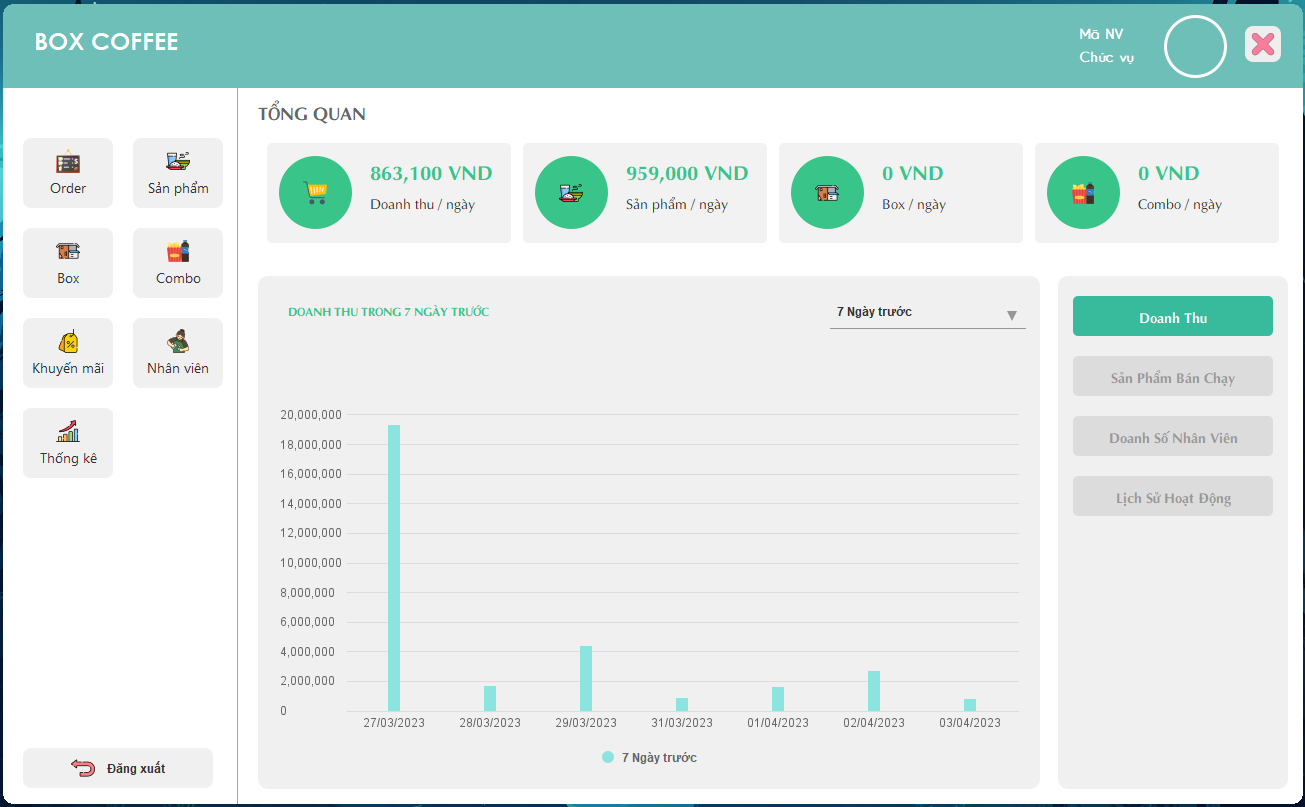 BOX COFFEE
Mã NV
Chức vụ
Order
Sản phẩm
Box
Combo
Khuyến mãi
Nhân viên
Thống kê
Đăng xuất
TỔNG QUAN
863,100 VND
Doanh thu / ngày
959,000 VND
Sản phẩm / ngày
0 VND
Box / ngày
0 VND
Combo / ngày
DOANH THU TRONG 7 NGÀY TRƯỚC
7 Ngày trước
20,000,000
18,000,000
16,000,000
14,000,000
12,000,000
10,000,000
8,000,000
6,000,000
4,000,000
2,000,000
0
27/03/2023 28/03/2023 29/03/2023 31/03/2023 01/04/2023 02/04/2023 03/04/2023
7 Ngày trước
Doanh Thu
Sản Phẩm Bán Chạy
Doanh Số Nhân Viên
Lịch Sử Hoạt Động